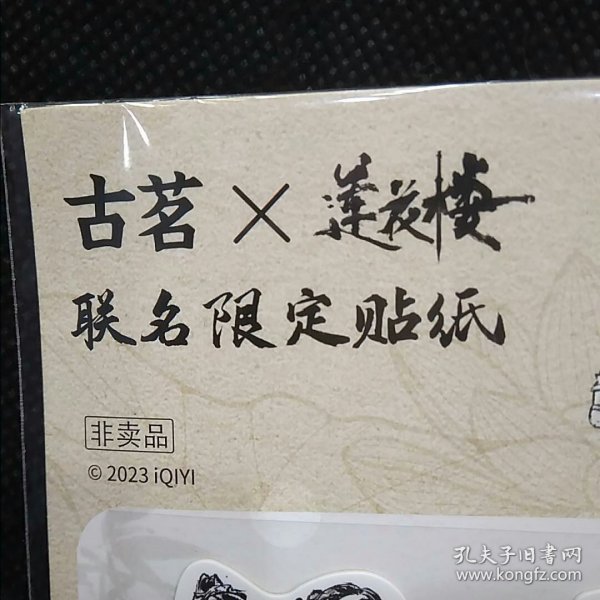 古茗×莲花楼
联名限定贴纸
非卖品
© 2023 iQIYI
孔夫子旧书网
www.kongfz.com